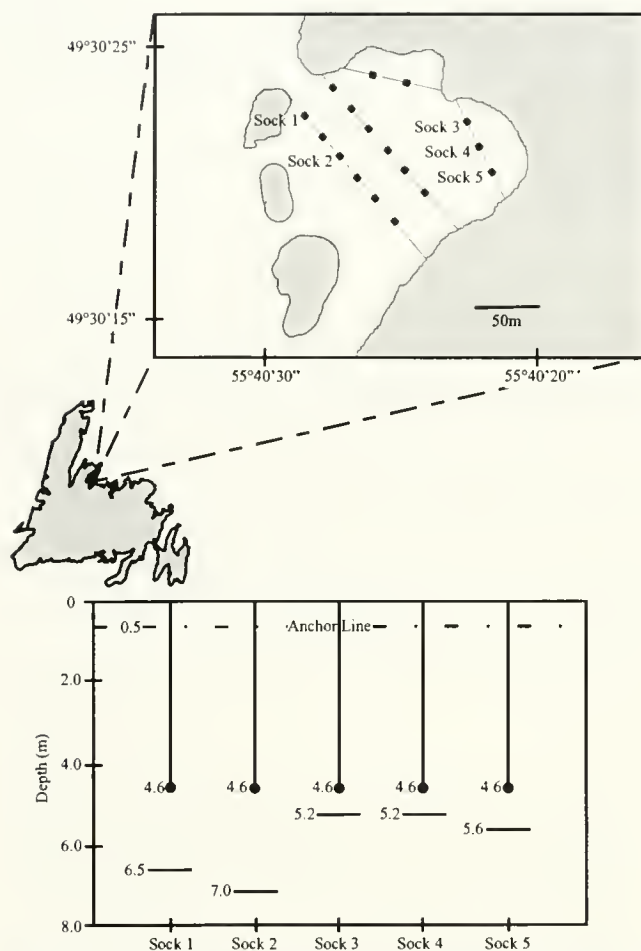 49°30'25"
Sock 1
Sock 2
Sock 3
Sock 4
Sock 5
49°30'15"
50m
55°40'30"
55°40'20"
0
0.5
Anchor Line
2.0
Depth (m)
4.0
4.6
4.6
4.6
4.6
4 6
5.2
5.2
5.6
6.0
6.5
7.0
8.0
Sock 1
Sock 2
Sock 3
Sock 4
Sock 5